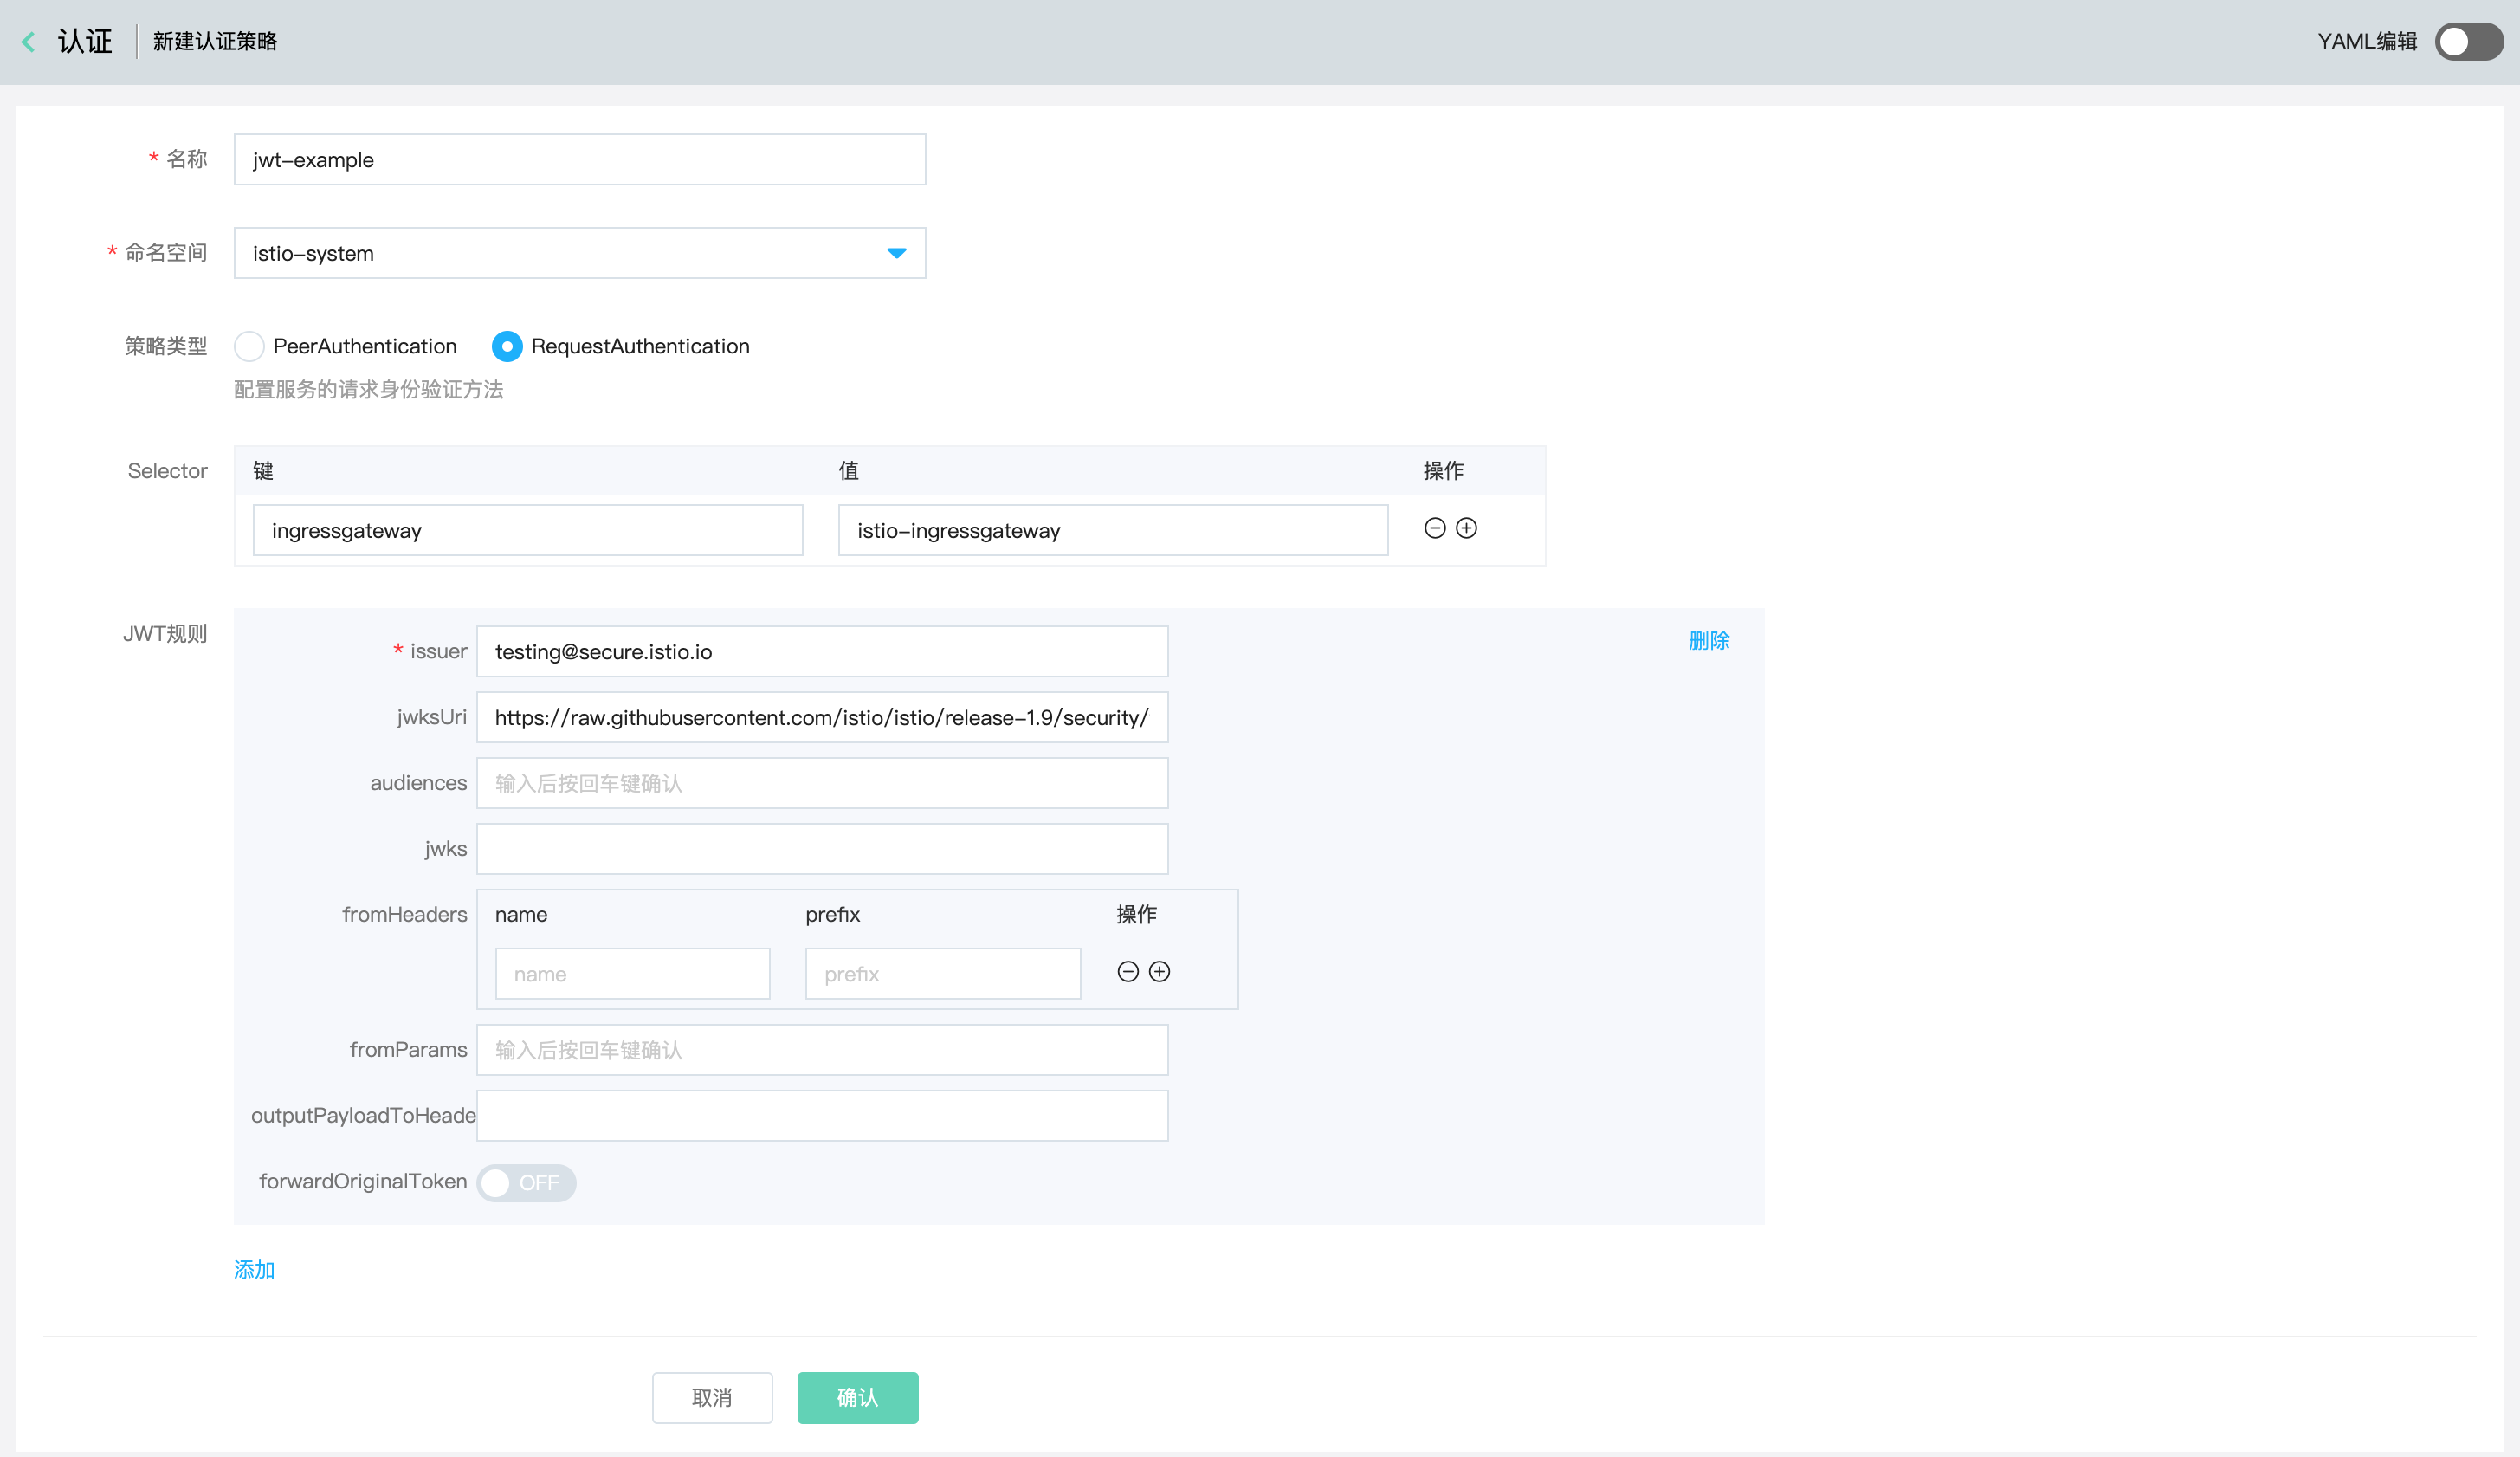 认证 新建认证策略 YAML编辑
* 名称 jwt-example
* 命名空间 istio-system
策略类型 PeerAuthentication RequestAuthentication
配置服务的请求身份验证方法
Selector 键 值 操作
ingressgateway istio-ingressgateway
JWT规则 删除
* issuer testing@secure.istio.io
jwksUri https://raw.githubusercontent.com/istio/istio/release-1.9/security/
audiences 输入后按回车键确认
jwks
fromHeaders name prefix 操作
name prefix
fromParams 输入后按回车键确认
outputPayloadToHeade
forwardOriginalToken OFF
添加
取消 确认